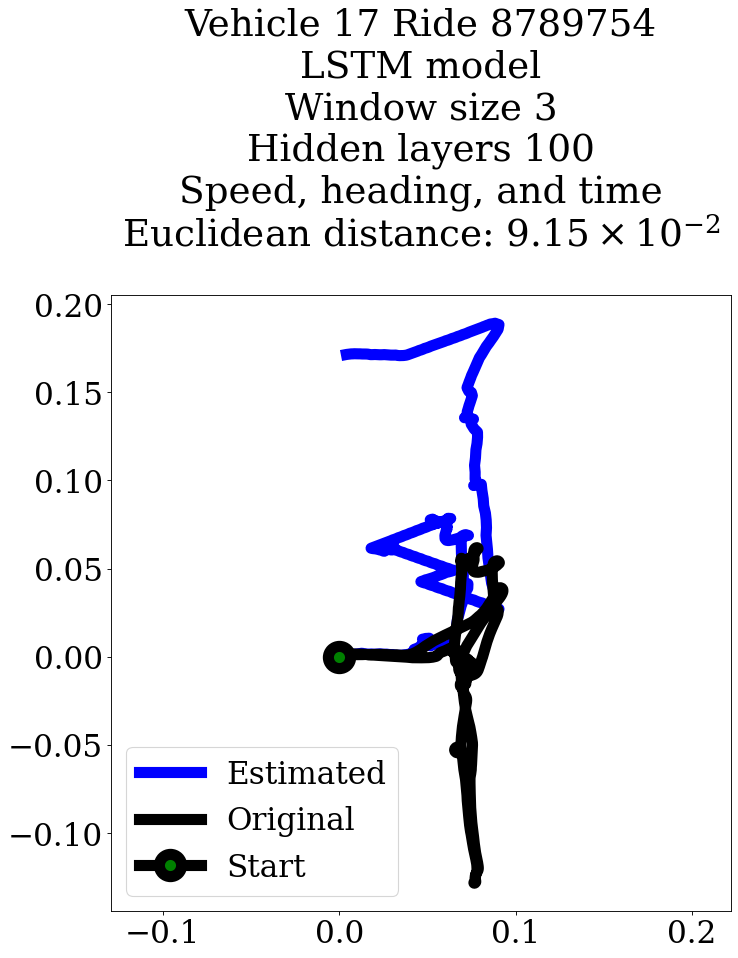 Vehicle 17 Ride 8789754
LSTM model
Window size 3
Hidden layers 100
Speed, heading, and time
Euclidean distance: 9.15 × 10⁻²
0.20
0.15
0.10
0.05
0.00
−0.05
−0.10
Estimated
Original
Start
−0.1
0.0
0.1
0.2